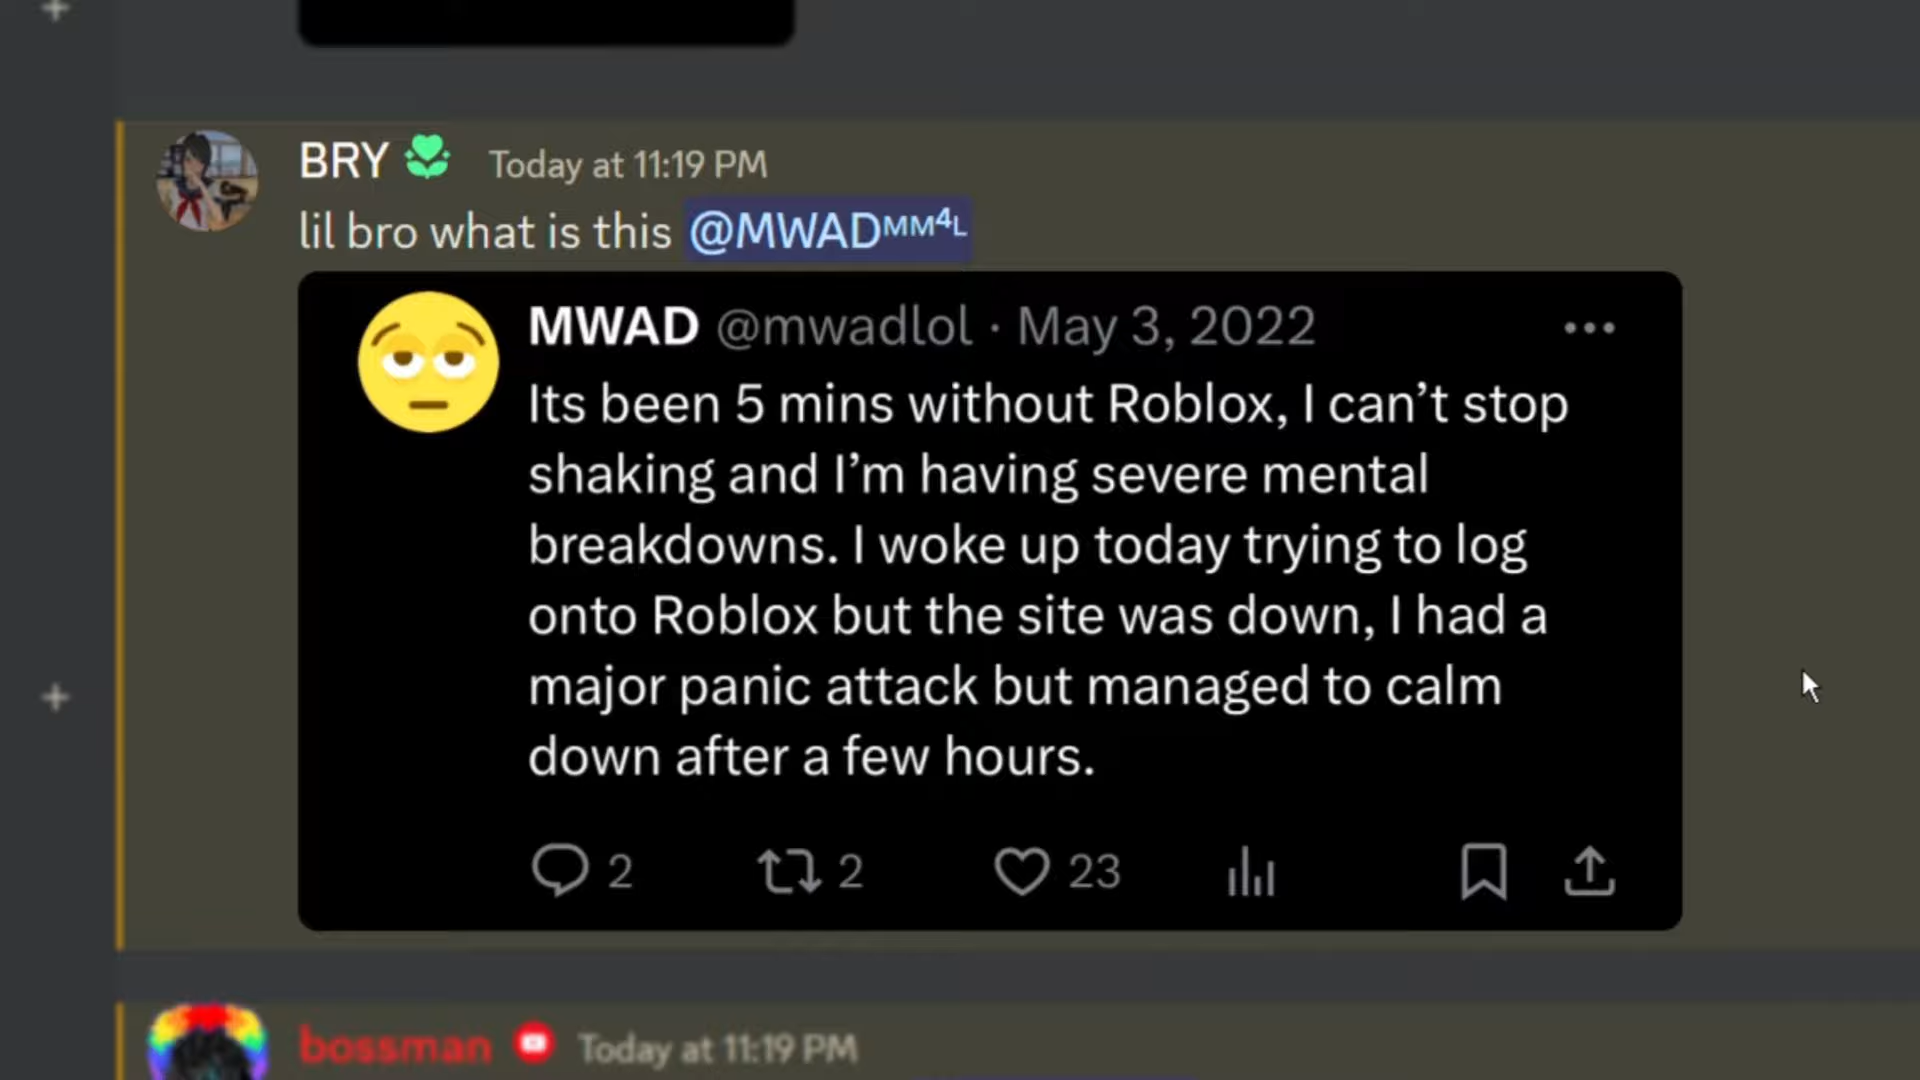 BRY Today at 11:19 PM
lil bro what is this @MWADᴹᴹ⁴ᴸ
MWAD @mwadlol · May 3, 2022
Its been 5 mins without Roblox, I can’t stop
shaking and I’m having severe mental
breakdowns. I woke up today trying to log
onto Roblox but the site was down, I had a
major panic attack but managed to calm
down after a few hours.
2 2 23
bossman Today at 11:19 PM